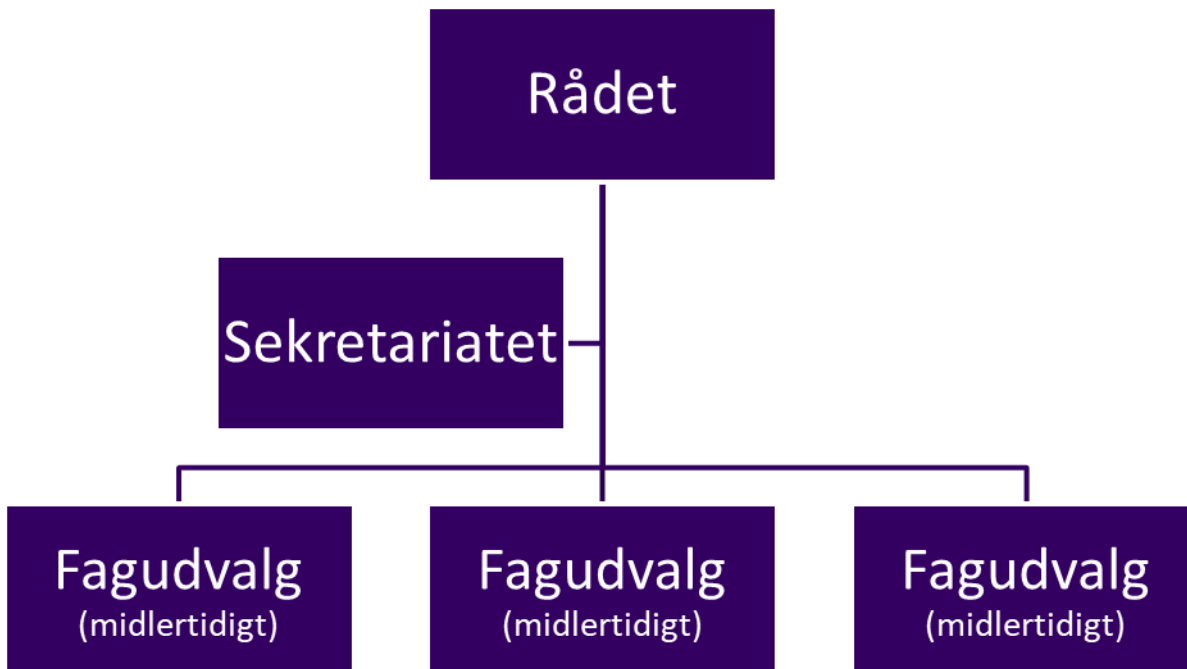 Rådet
Sekretariatet
Fagudvalg
(midlertidigt)
Fagudvalg
(midlertidigt)
Fagudvalg
(midlertidigt)